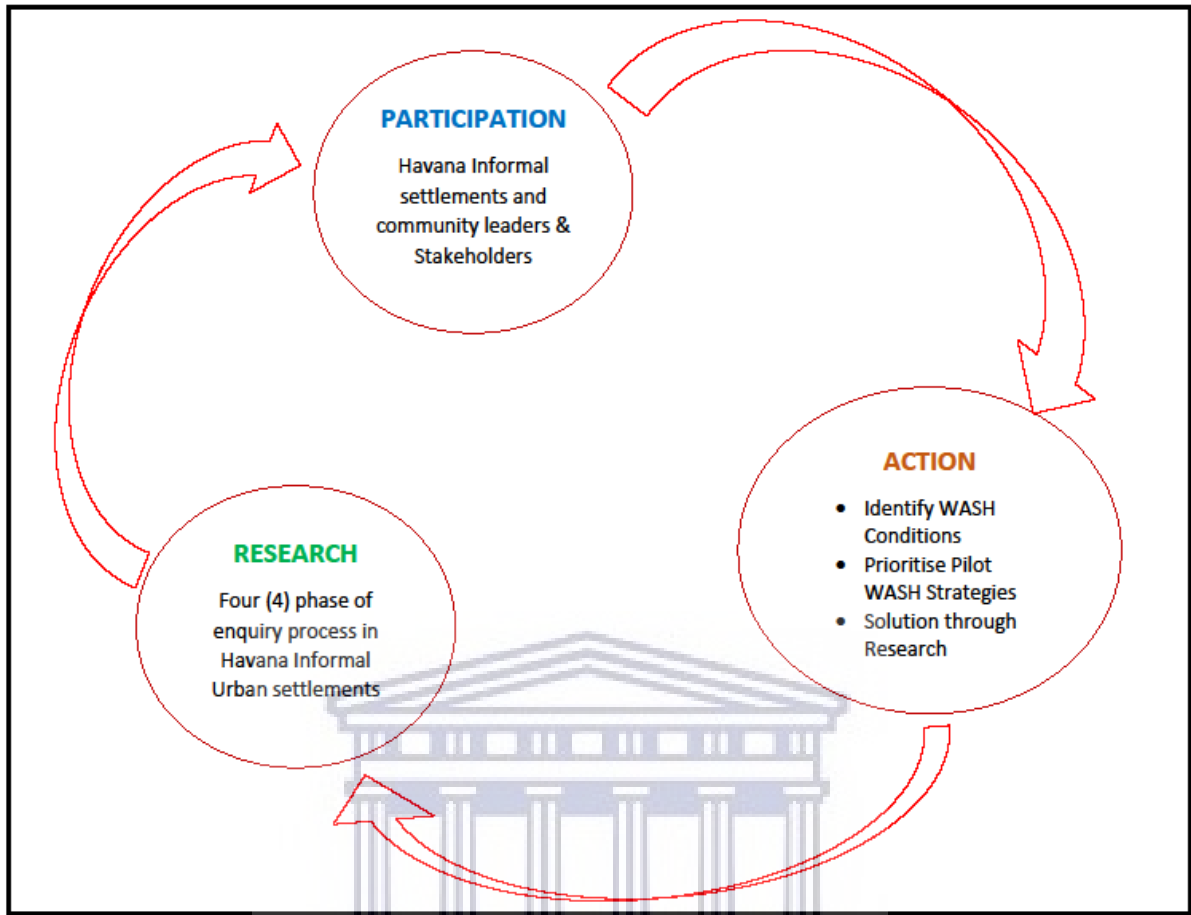 PARTICIPATION
Havana Informal
settlements and
community leaders &
Stakeholders
ACTION
• Identify WASH
Conditions
• Prioritise Pilot
WASH Strategies
• Solution through
Research
RESEARCH
Four (4) phase of
enquiry process in
Havana Informal
Urban settlements